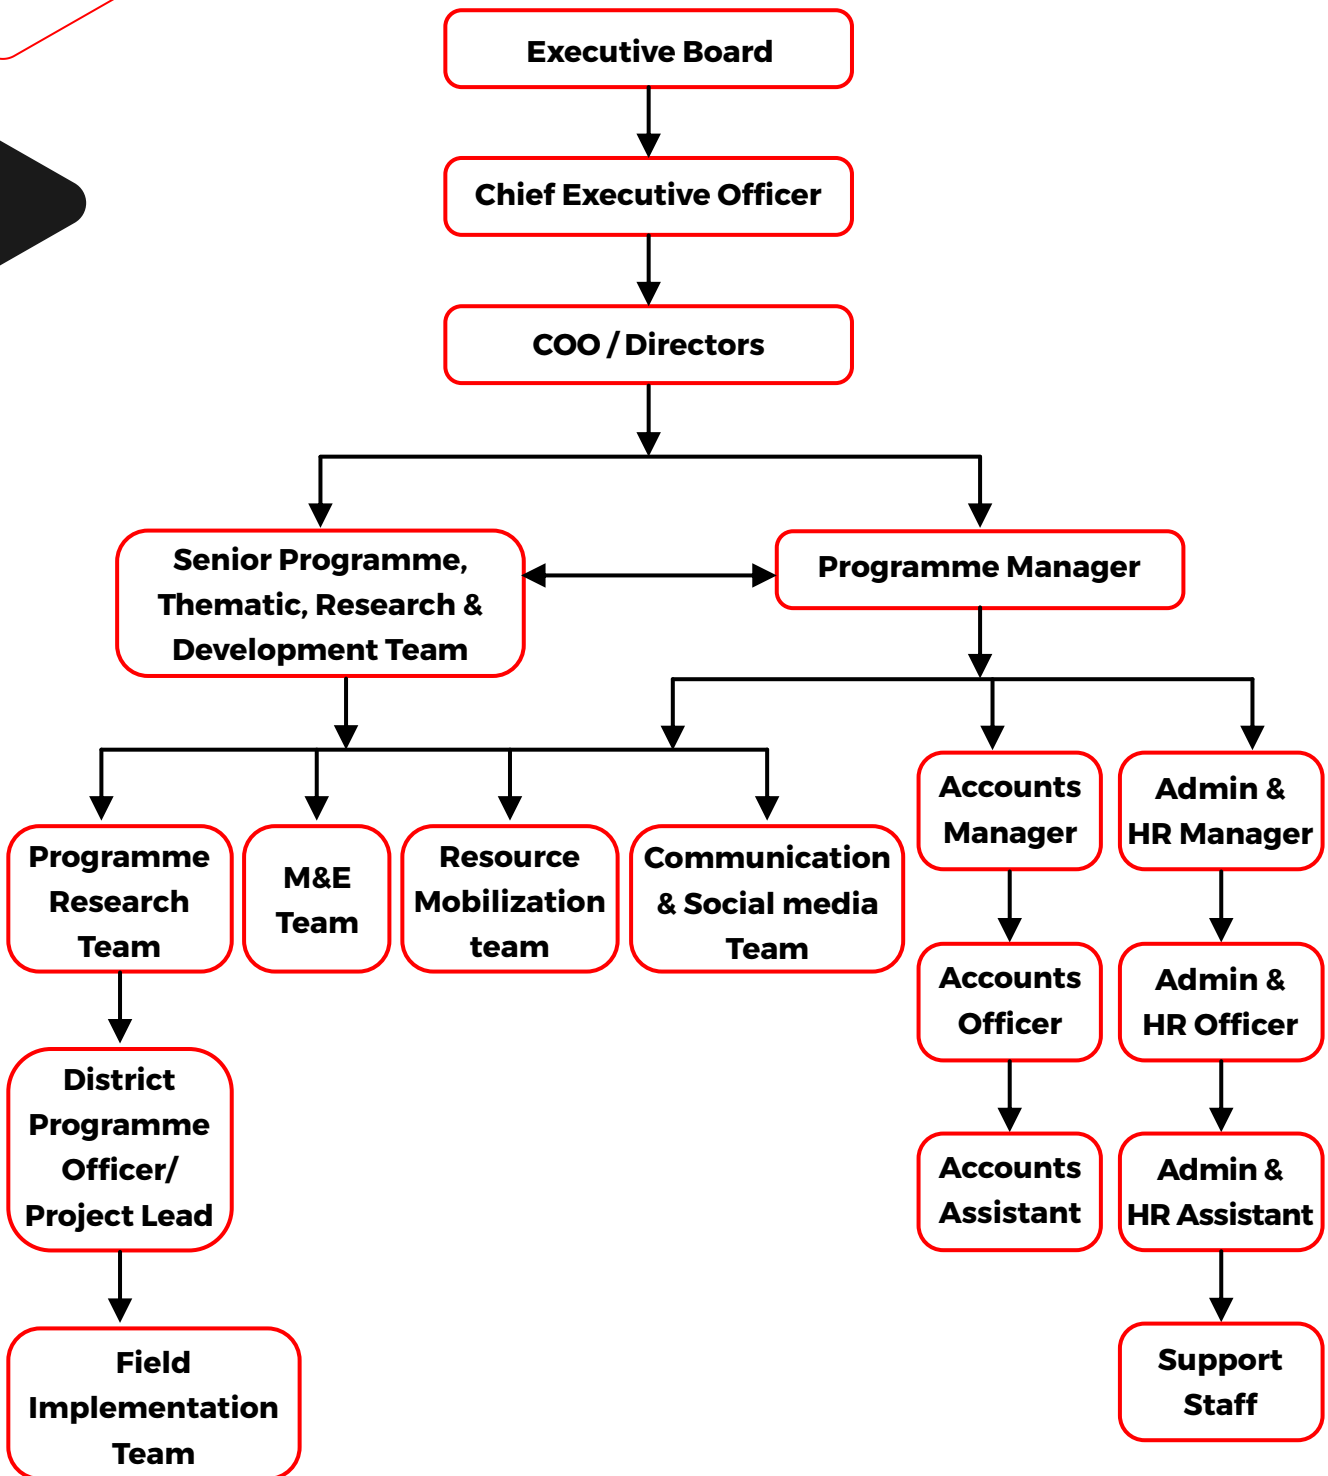 Executive Board
Chief Executive Officer
COO / Directors
Senior Programme,
Thematic, Research &
Development Team
Programme Manager
Programme
Research
Team
M&E
Team
Resource
Mobilization
team
Communication
& Social media
Team
Accounts
Manager
Admin &
HR Manager
Accounts
Officer
Admin &
HR Officer
District
Programme
Officer/
Project Lead
Accounts
Assistant
Admin &
HR Assistant
Field
Implementation
Team
Support
Staff